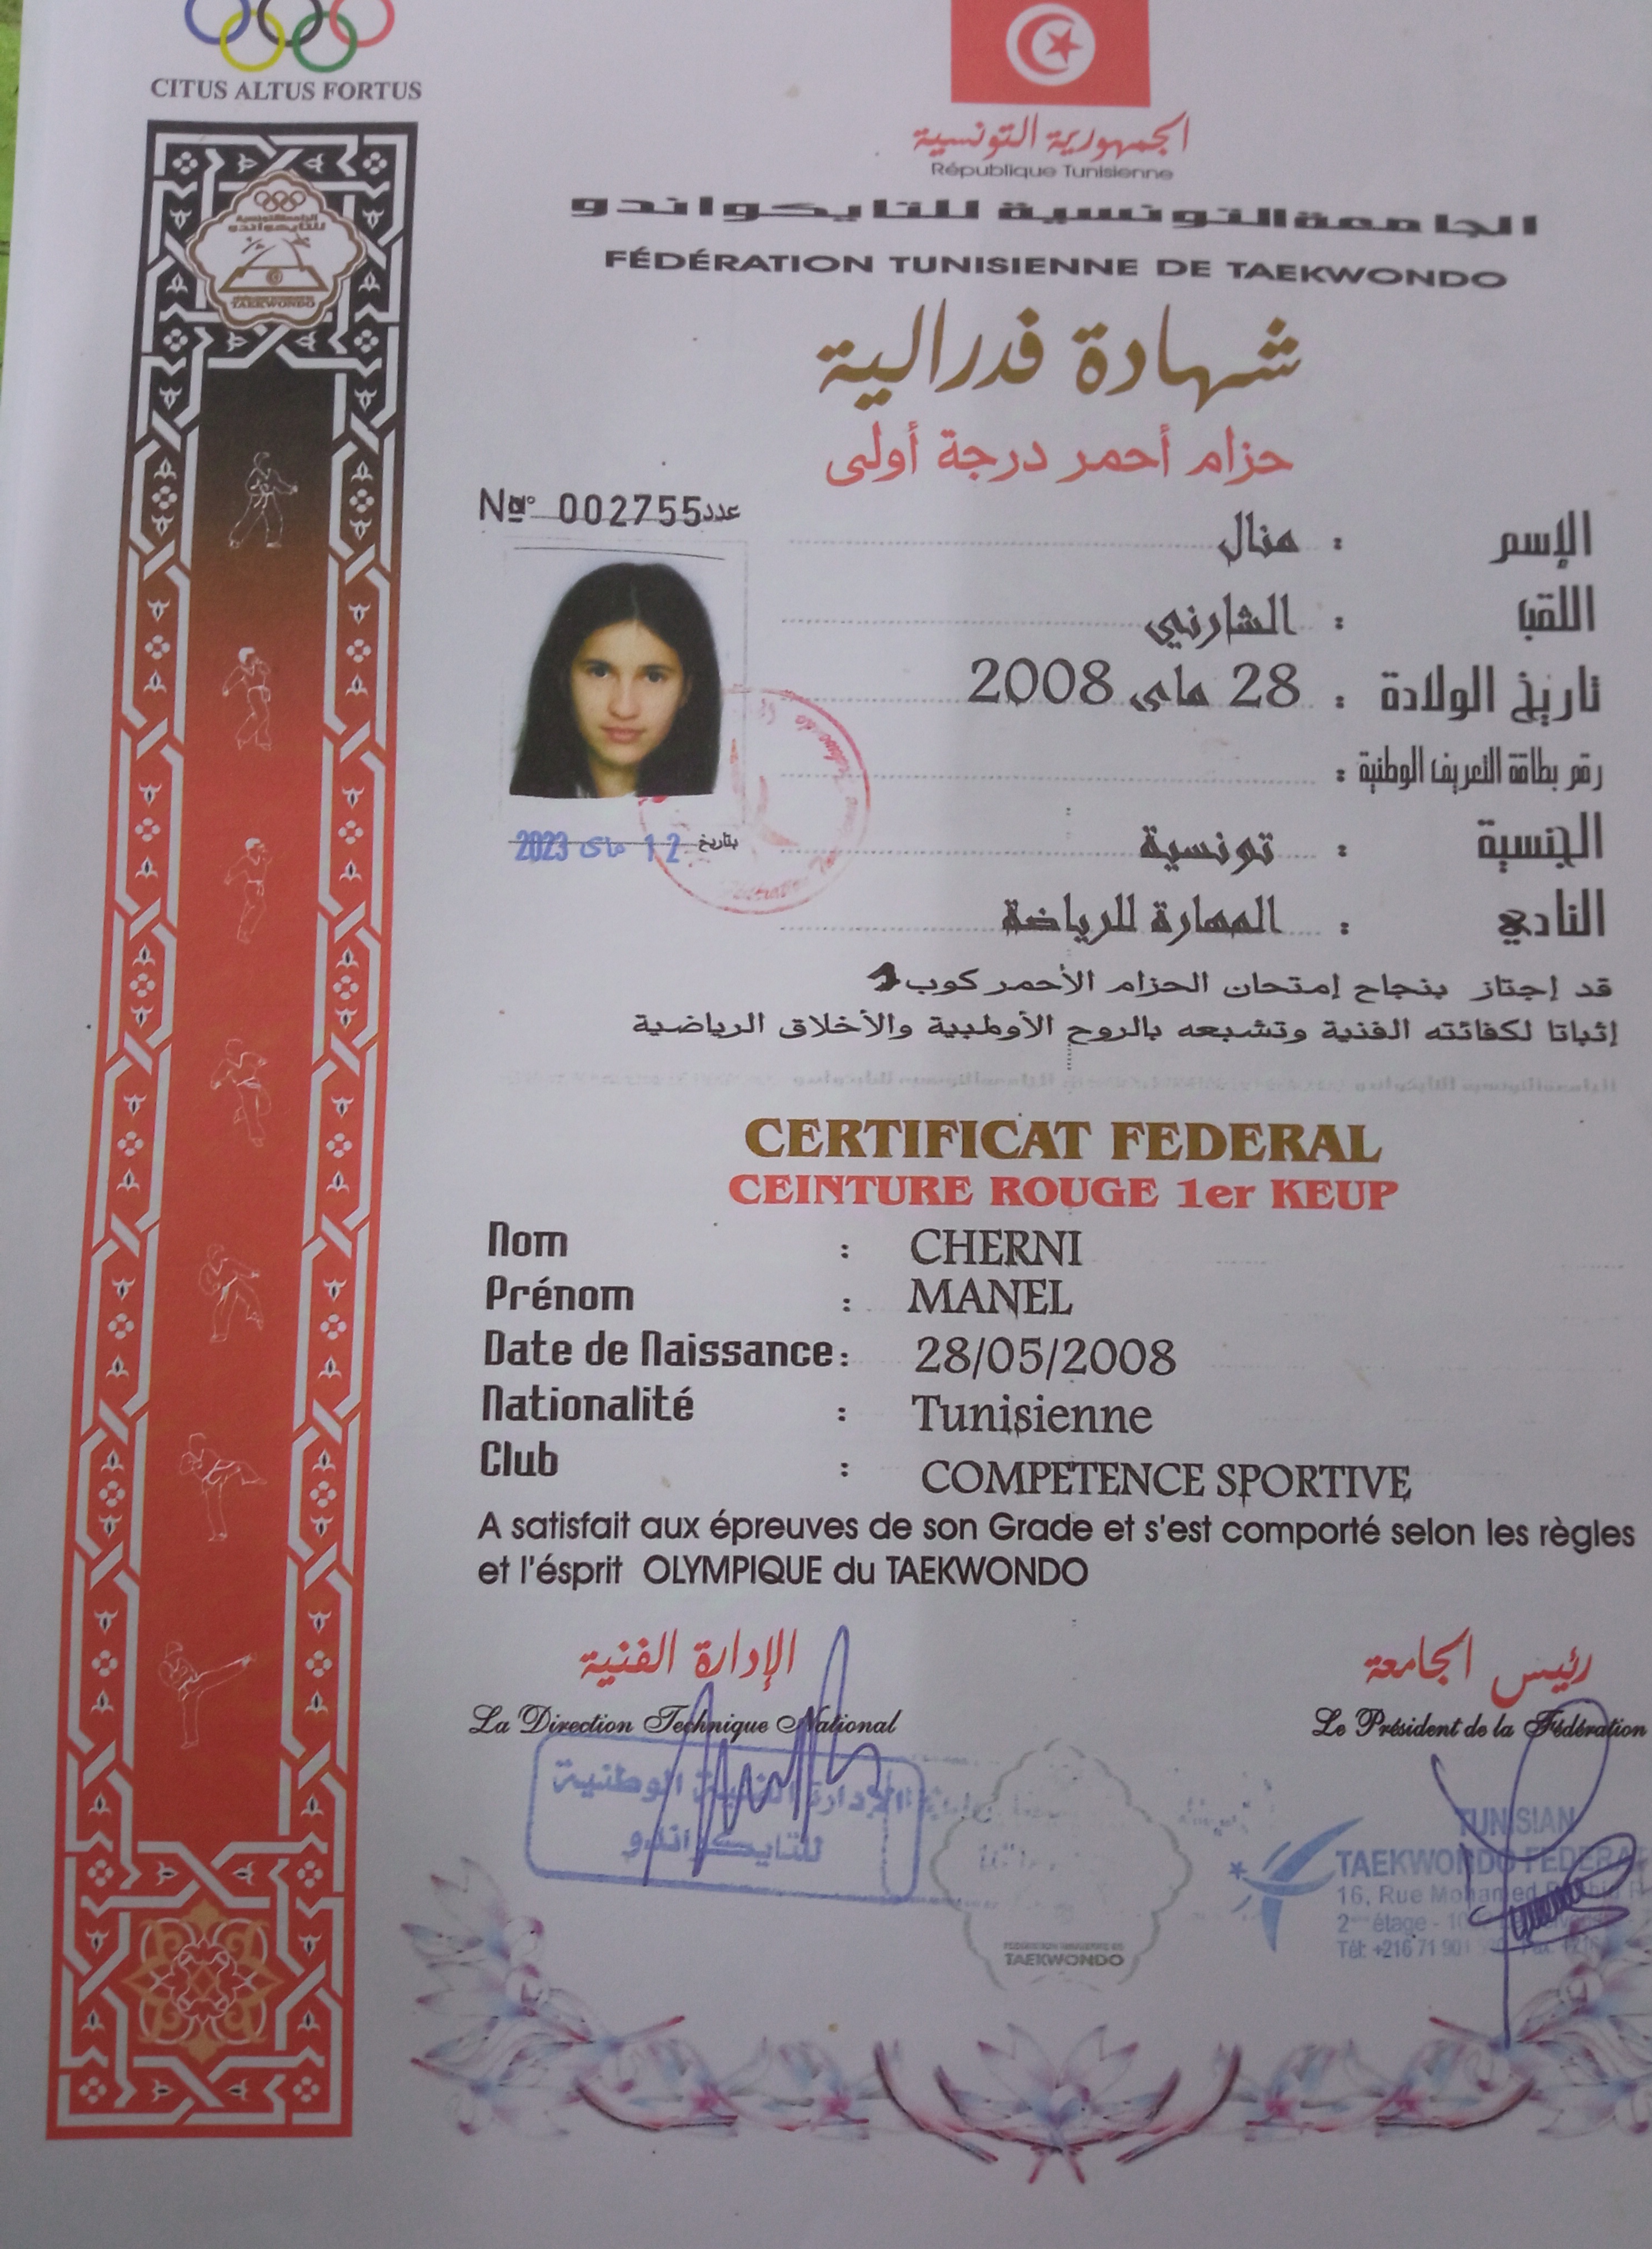 CITUS ALTUS FORTUS
الجمهورية التونسية
République Tunisienne
الجامعة التونسية للتايكواندو
FÉDÉRATION TUNISIENNE DE TAEKWONDO
شهادة فدرالية
حزام أحمر درجة أولى
N° 002755 عدد
الإسم : منال
اللقب : الشارني
تاريخ الولادة : 28 ماي 2008
رقم بطاقة التعريف الوطنية :
بتاريخ 12 ماي 2023
الجنسية : تونسية
النادي : المهارة للرياضة
قد إجتاز بنجاح إمتحان الحزام الأحمر كوب 1
إثباتا لكفائته الفنية وتشبعه بالروح الأولمبية والأخلاق الرياضية
CERTIFICAT FEDERAL
CEINTURE ROUGE 1er KEUP
Nom : CHERNI
Prénom : MANEL
Date de Naissance : 28/05/2008
Nationalité : Tunisienne
Club : COMPETENCE SPORTIVE
A satisfait aux épreuves de son Grade et s'est comporté selon les règles
et l'ésprit OLYMPIQUE du TAEKWONDO
الإدارة الفنية
رئيس الجامعة
La Direction Technique National
Le Président de la Fédération
الإدارة الفنية الوطنية
للتايكواندو
TAEKWONDO
TUNISIAN
TAEKWONDO
16, Rue Mohamed
étage
Tél: +216 71 901